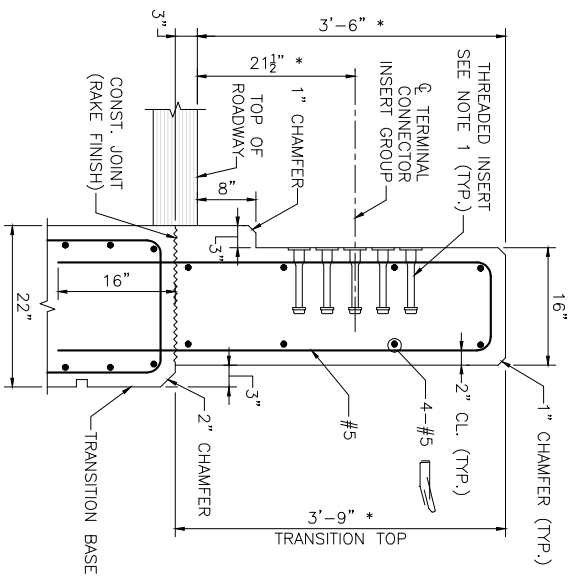 3'-6" *
3"
21½" *
THREADED INSERT
SEE NOTE 1 (TYP.)
℄ TERMINAL
CONNECTOR
INSERT GROUP
1" CHAMFER
TOP OF
ROADWAY
CONST. JOINT
(RAKE FINISH)
8"
3"
16"
22"
16"
1" CHAMFER (TYP.)
2" CL. (TYP.)
4-#5
#5
3"
2" CHAMFER
TRANSITION BASE
3'-9" *
TRANSITION TOP